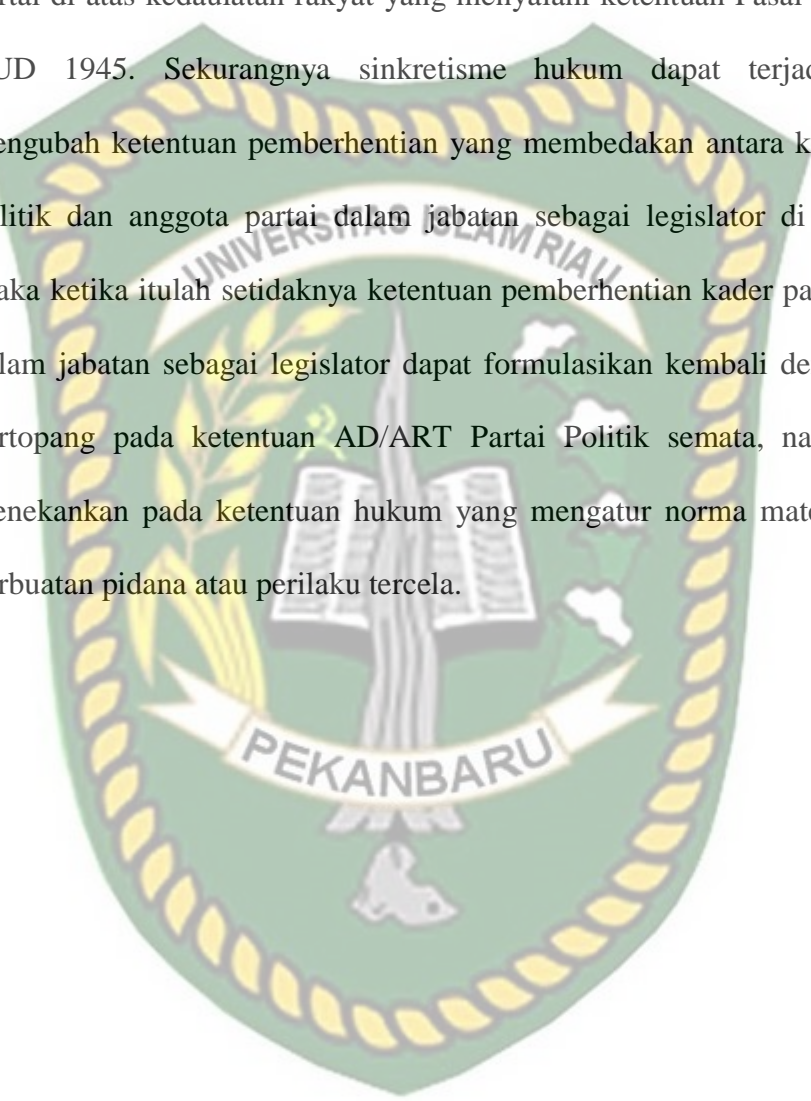 rtai di atas kedaulatan rakyat yang menyalahi ketentuan Pasal
UD 1945. Sekurangnya sinkretisme hukum dapat terjad
engubah ketentuan pemberhentian yang membedakan antara k
litik dan anggota partai dalam jabatan sebagai legislator di
aka ketika itulah setidaknya ketentuan pemberhentian kader pa
lam jabatan sebagai legislator dapat formulasikan kembali de
rtopang pada ketentuan AD/ART Partai Politik semata, na
enekankan pada ketentuan hukum yang mengatur norma mate
rbuatan pidana atau perilaku tercela.
UNIVERSITAS ISLAM RIAU
PEKANBARU